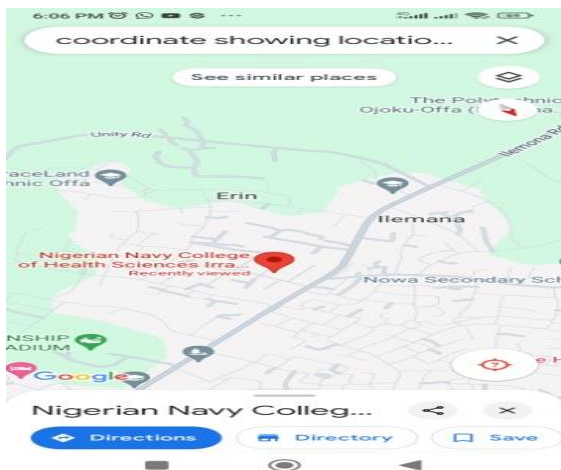 6:06 PM
coordinate showing locatio...
See similar places
The Polytechnic
Ojoku-Offa
Unity Rd
Ilemona Rd
raceLand
hnic Offa
Erin
Ilemana
Nigerian Navy College
of Health Sciences Irra...
Recently viewed
Nowa Secondary Sch
NSHIP
ADIUM
Google
Nigerian Navy Colleg...
Directions
Directory
Save